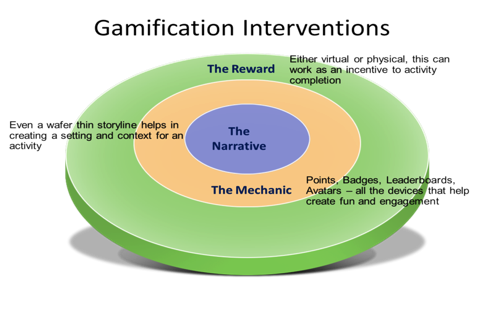 Gamification Interventions
The Reward
Either virtual or physical, this can
work as an incentive to activity
completion
Even a wafer thin storyline helps in
creating a setting and context for an
activity
The
Narrative
The Mechanic
Points, Badges, Leaderboards,
Avatars – all the devices that help
create fun and engagement